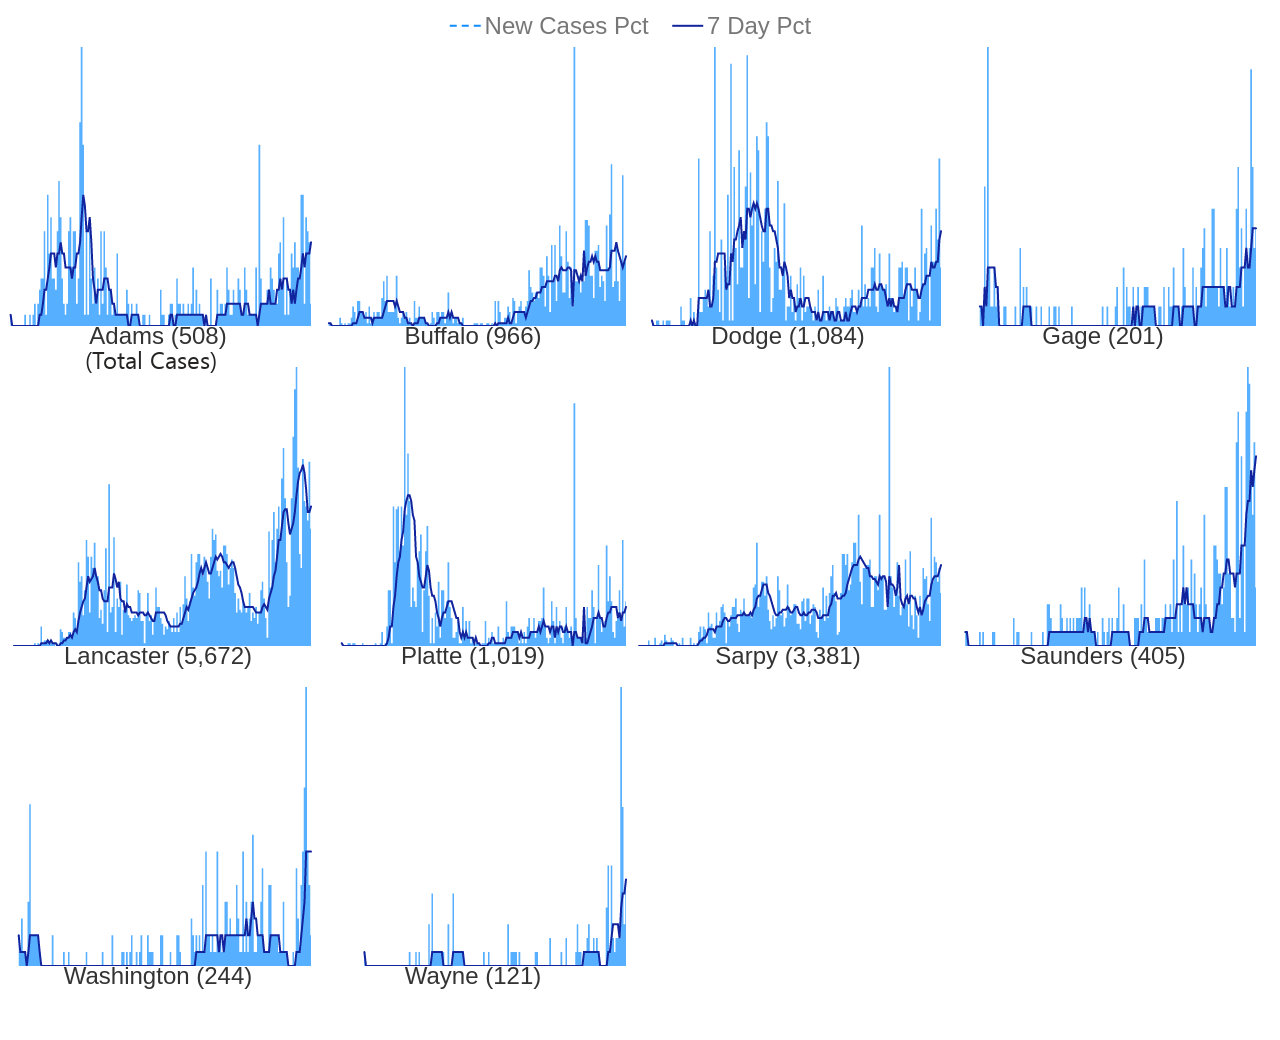 New Cases Pct 7 Day Pct
Adams (508) Buffalo (966) Dodge (1,084) Gage (201)
(Total Cases)
Lancaster (5,672) Platte (1,019) Sarpy (3,381) Saunders (405)
Washington (244) Wayne (121)